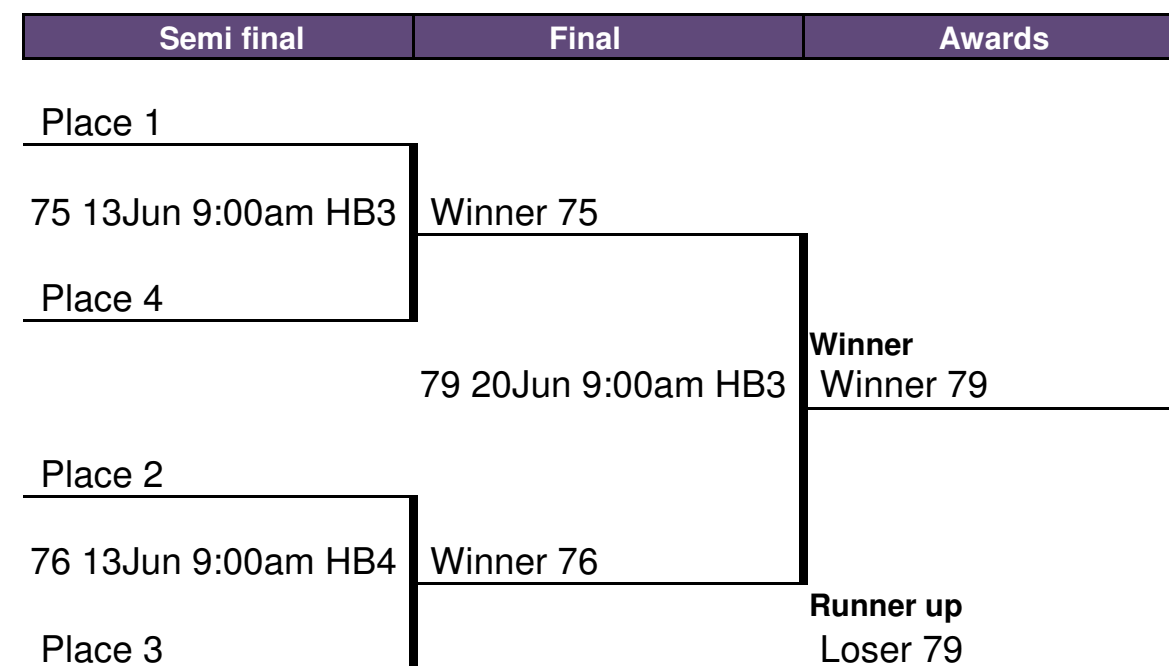 Semi final Final Awards
Place 1
75 13Jun 9:00am HB3 Winner 75
Place 4
Winner
79 20Jun 9:00am HB3 Winner 79
Place 2
76 13Jun 9:00am HB4 Winner 76
Runner up
Place 3 Loser 79